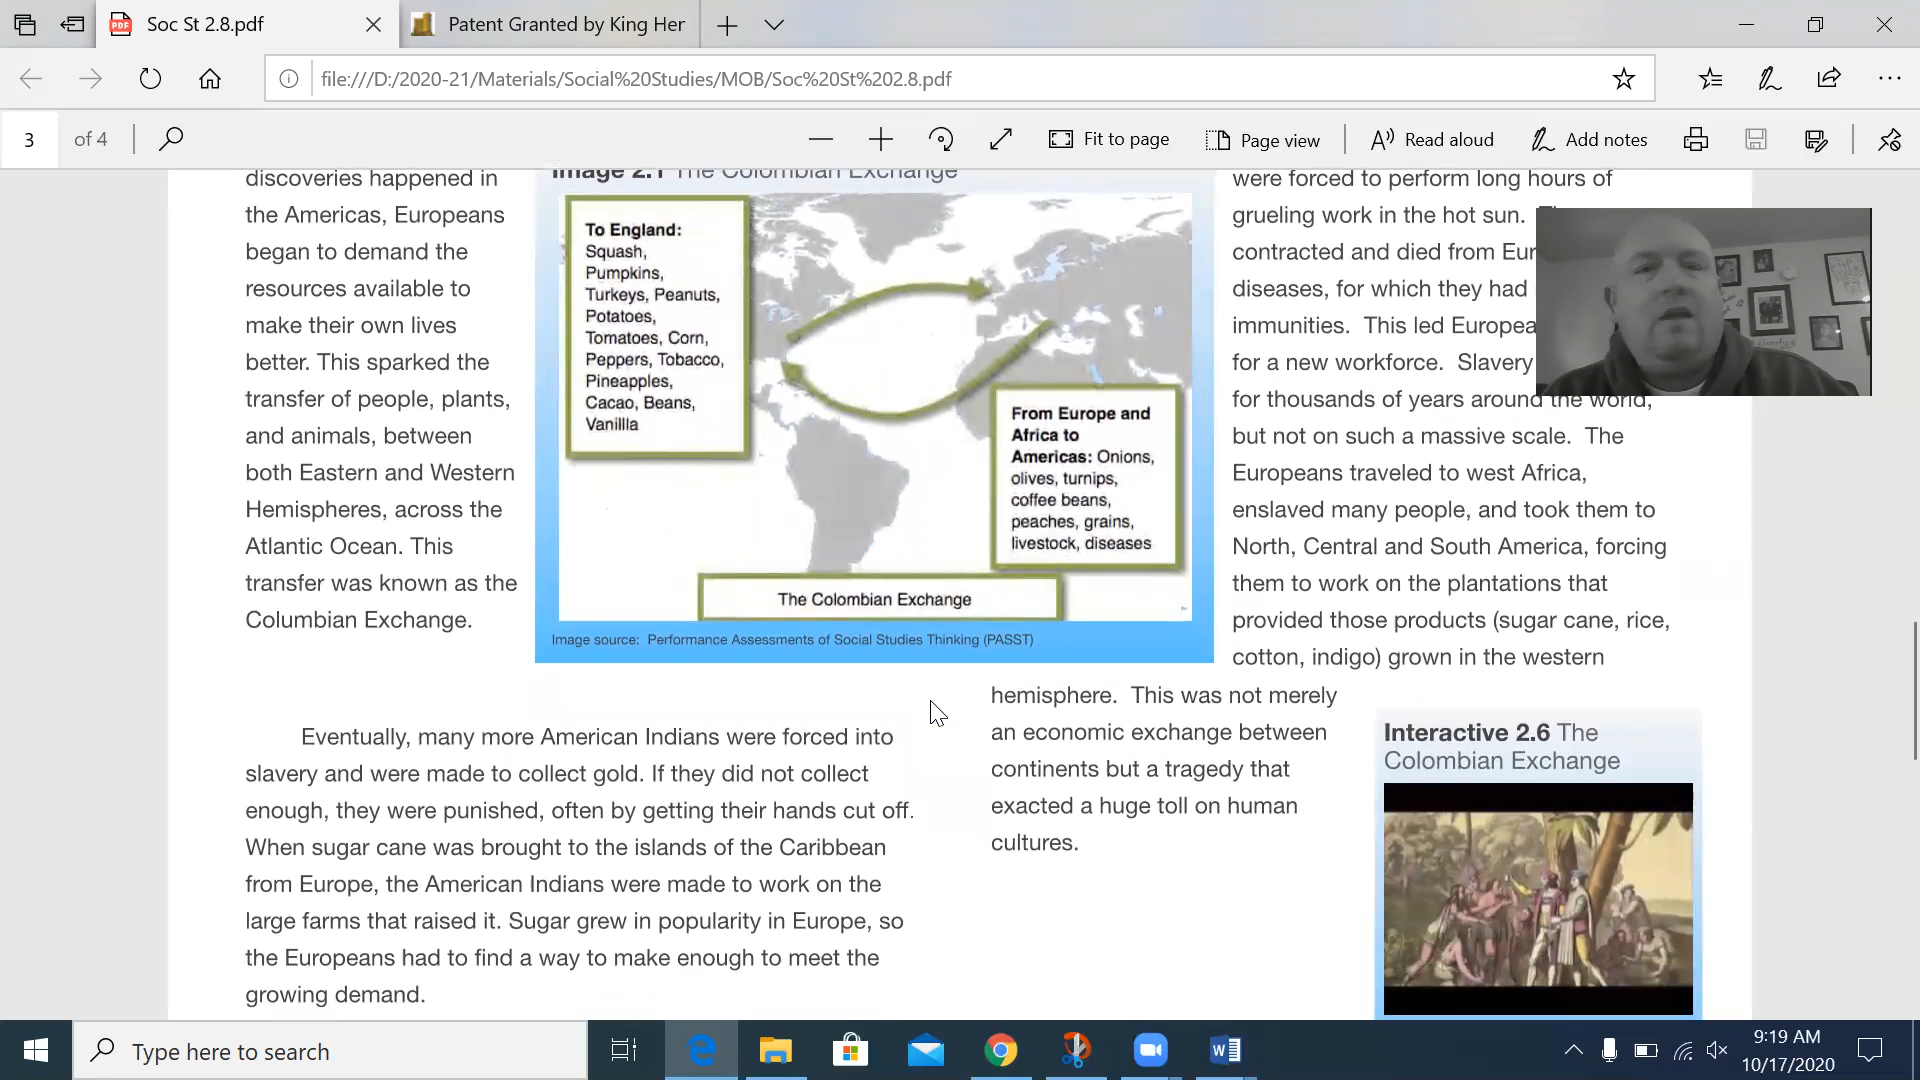 Soc St 2.8.pdf
Patent Granted by King Her
file:///D:/2020-21/Materials/Social%20Studies/MOB/Soc%20St%202.8.pdf
3 of 4
Fit to page
Page view
Read aloud
Add notes
discoveries happened in
the Americas, Europeans
began to demand the
resources available to
make their own lives
better. This sparked the
transfer of people, plants,
and animals, between
both Eastern and Western
Hemispheres, across the
Atlantic Ocean. This
transfer was known as the
Columbian Exchange.
Image 2.1 The Colombian Exchange
To England:
Squash,
Pumpkins,
Turkeys, Peanuts,
Potatoes,
Tomatoes, Corn,
Peppers, Tobacco,
Pineapples,
Cacao, Beans,
Vanillla
From Europe and
Africa to
Americas: Onions,
olives, turnips,
coffee beans,
peaches, grains,
livestock, diseases
The Colombian Exchange
Image source: Performance Assessments of Social Studies Thinking (PASST)
Eventually, many more American Indians were forced into
slavery and were made to collect gold. If they did not collect
enough, they were punished, often by getting their hands cut off.
When sugar cane was brought to the islands of the Caribbean
from Europe, the American Indians were made to work on the
large farms that raised it. Sugar grew in popularity in Europe, so
the Europeans had to find a way to make enough to meet the
growing demand.
were forced to perform long hours of
grueling work in the hot sun.
contracted and died from Eur
diseases, for which they had
immunities. This led Europea
for a new workforce. Slavery
for thousands of years around the world,
but not on such a massive scale. The
Europeans traveled to west Africa,
enslaved many people, and took them to
North, Central and South America, forcing
them to work on the plantations that
provided those products (sugar cane, rice,
cotton, indigo) grown in the western
hemisphere. This was not merely
an economic exchange between
continents but a tragedy that
exacted a huge toll on human
cultures.
Interactive 2.6 The
Colombian Exchange
Type here to search
9:19 AM
10/17/2020